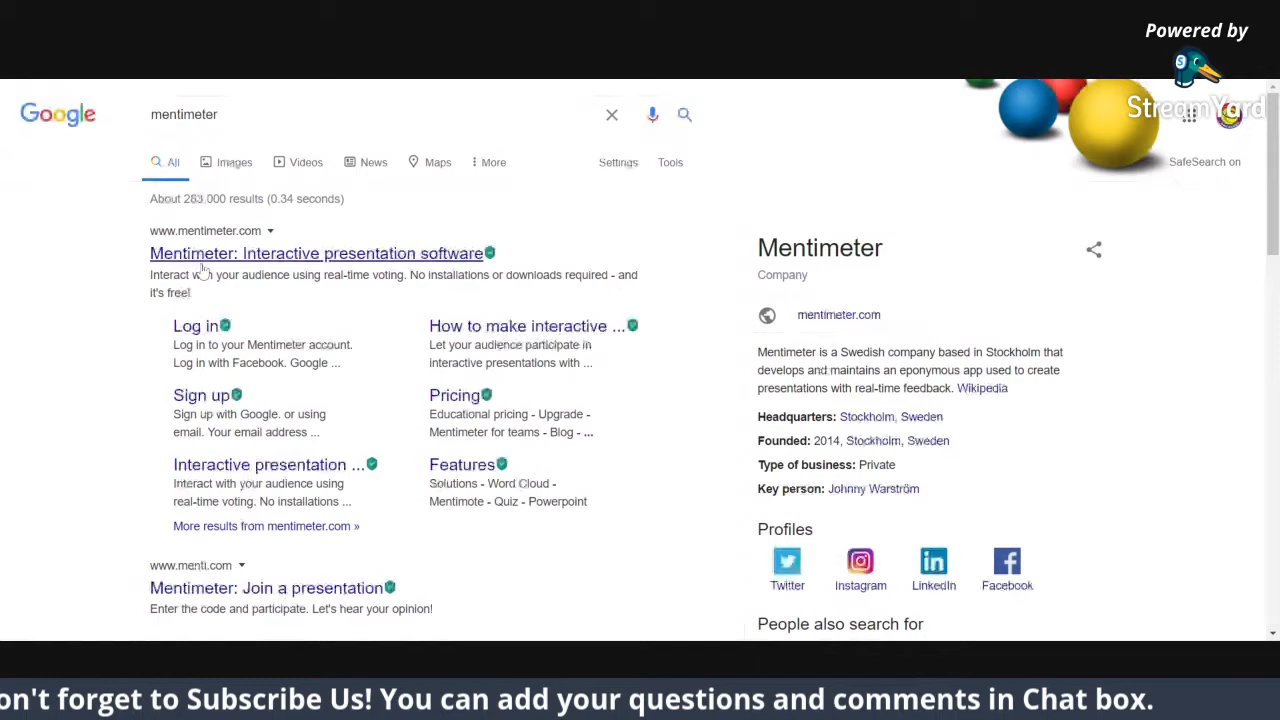 Powered by
StreamYard
Google
mentimeter
All
Images
Videos
News
Maps
More
Settings
Tools
SafeSearch on
About 283,000 results (0.34 seconds)
www.mentimeter.com
Mentimeter: Interactive presentation software
Interact with your audience using real-time voting. No installations or downloads required - and
it's free!
Log in
Log in to your Mentimeter account.
Log in with Facebook. Google ...
How to make interactive ...
Let your audience participate in
interactive presentations with ...
Sign up
Sign up with Google. or using
email. Your email address ...
Pricing
Educational pricing - Upgrade -
Mentimeter for teams - Blog - ...
Interactive presentation ...
Interact with your audience using
real-time voting. No installations ...
Features
Solutions - Word Cloud -
Mentimote - Quiz - Powerpoint
More results from mentimeter.com »
www.menti.com
Mentimeter: Join a presentation
Enter the code and participate. Let's hear your opinion!
Mentimeter
Company
mentimeter.com
Mentimeter is a Swedish company based in Stockholm that
develops and maintains an eponymous app used to create
presentations with real-time feedback. Wikipedia
Headquarters: Stockholm, Sweden
Founded: 2014, Stockholm, Sweden
Type of business: Private
Key person: Johnny Warström
Profiles
Twitter
Instagram
LinkedIn
Facebook
People also search for
on't forget to Subscribe Us! You can add your questions and comments in Chat box.